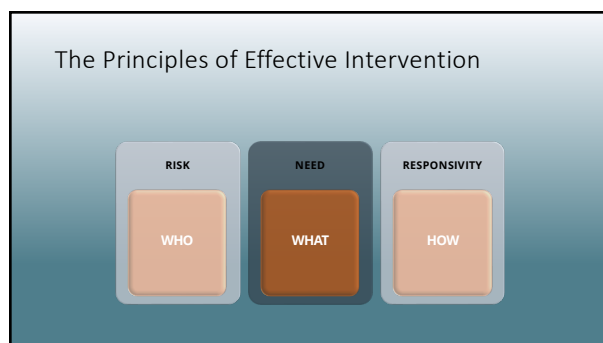 The Principles of Effective Intervention
RISK
NEED
RESPONSIVITY
WHO
WHAT
HOW